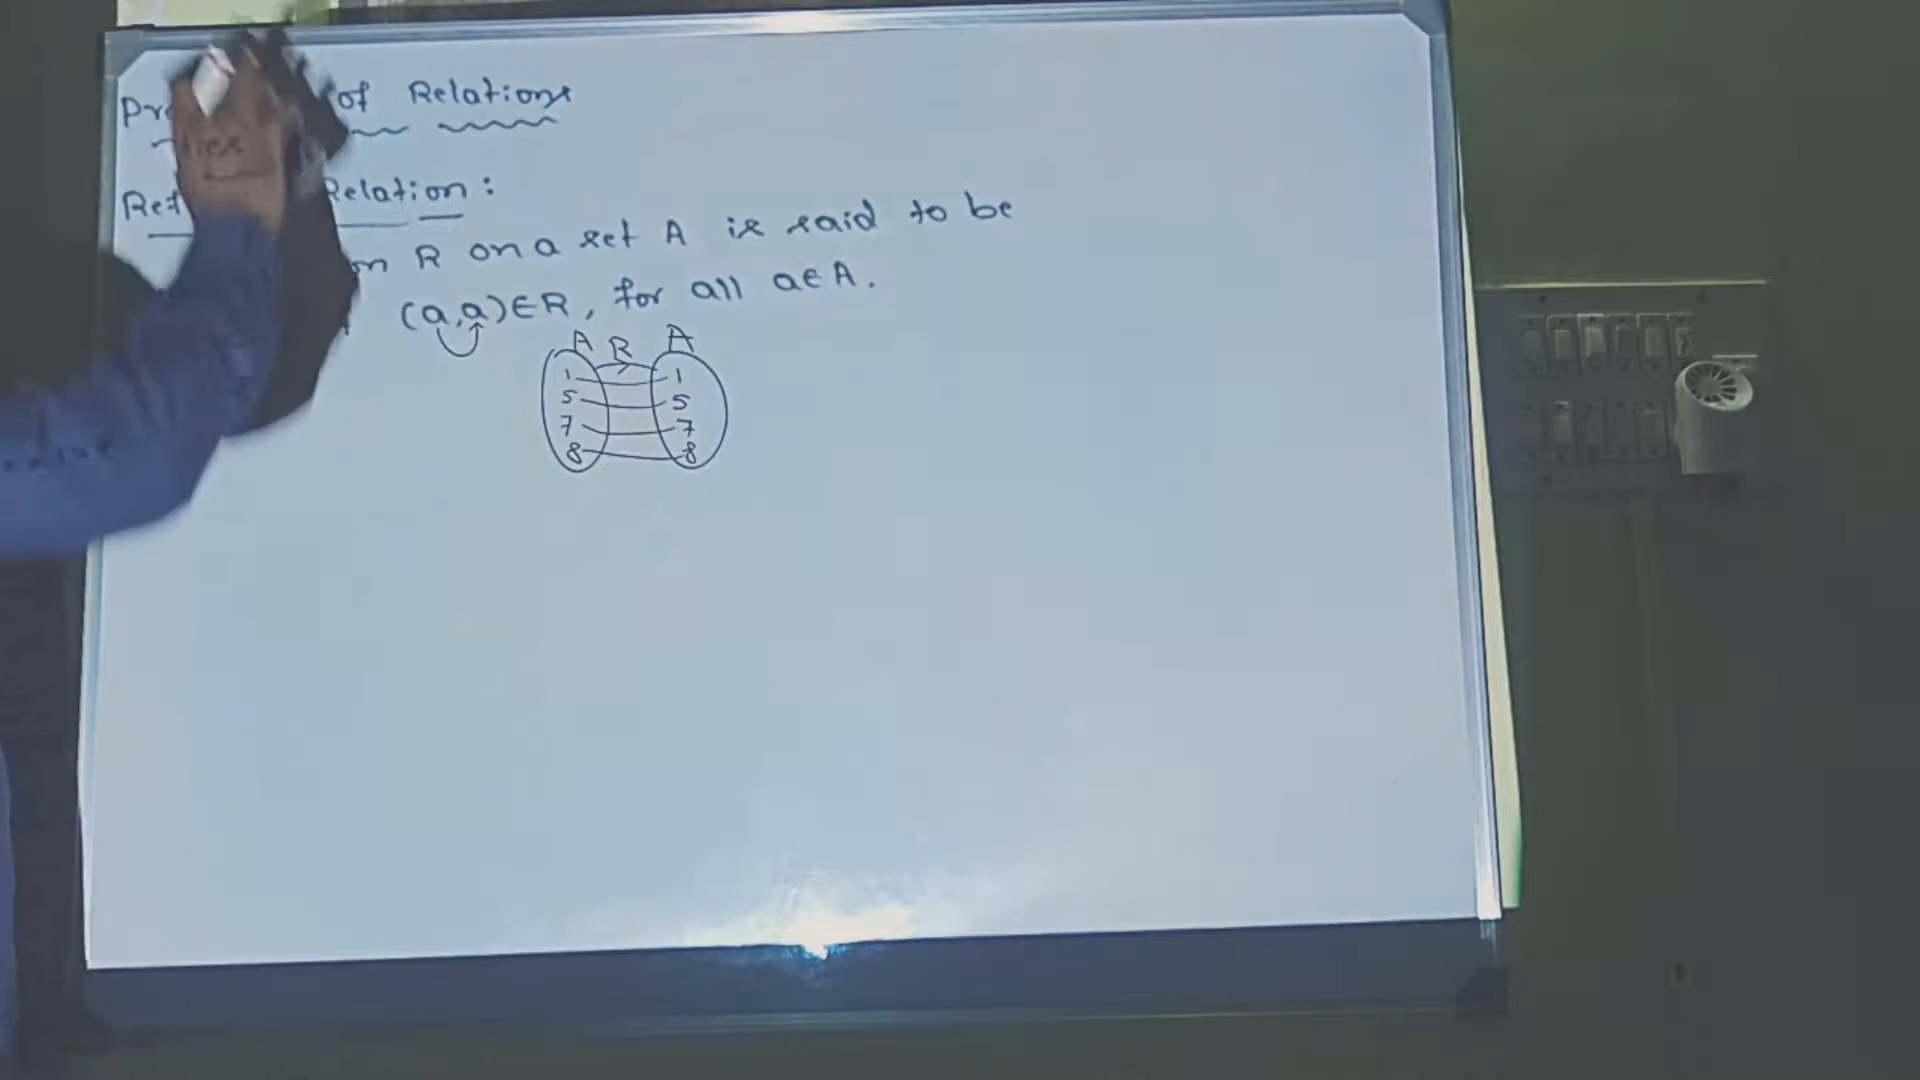 of Relations
Relation:
R on a set A is said to be
(a,a)∈R, for all a∈A.
A R A
1 1
5 5
7 7
8 8